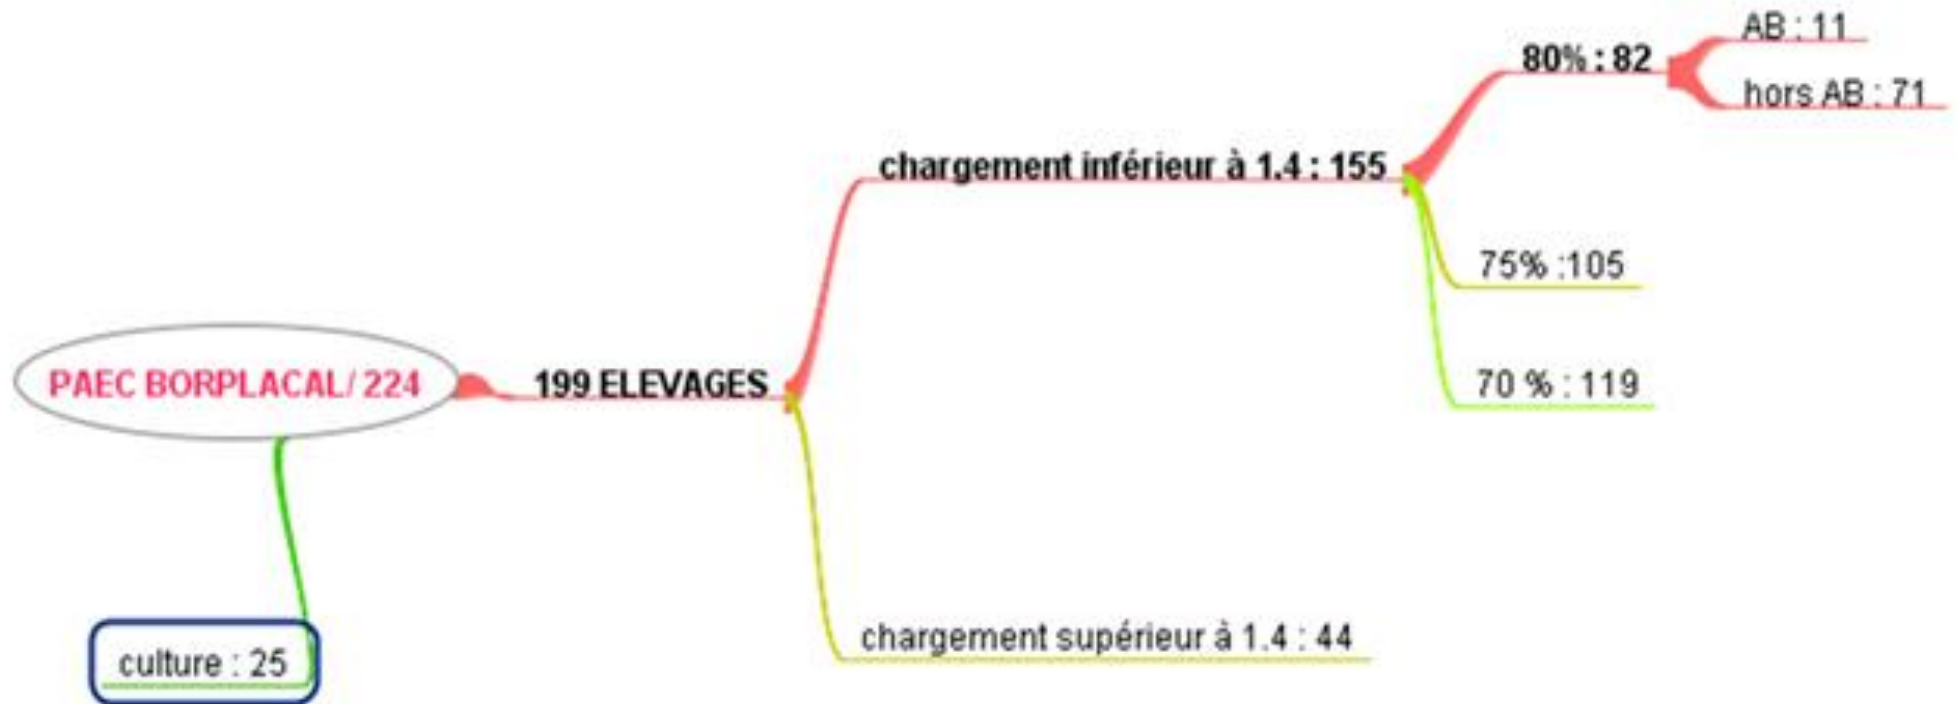 AB : 11
80% : 82
hors AB : 71
chargement inférieur à 1.4 : 155
75% :105
PAEC BORPLACAL/ 224
199 ELEVAGES
70 % : 119
chargement supérieur à 1.4 : 44
culture : 25